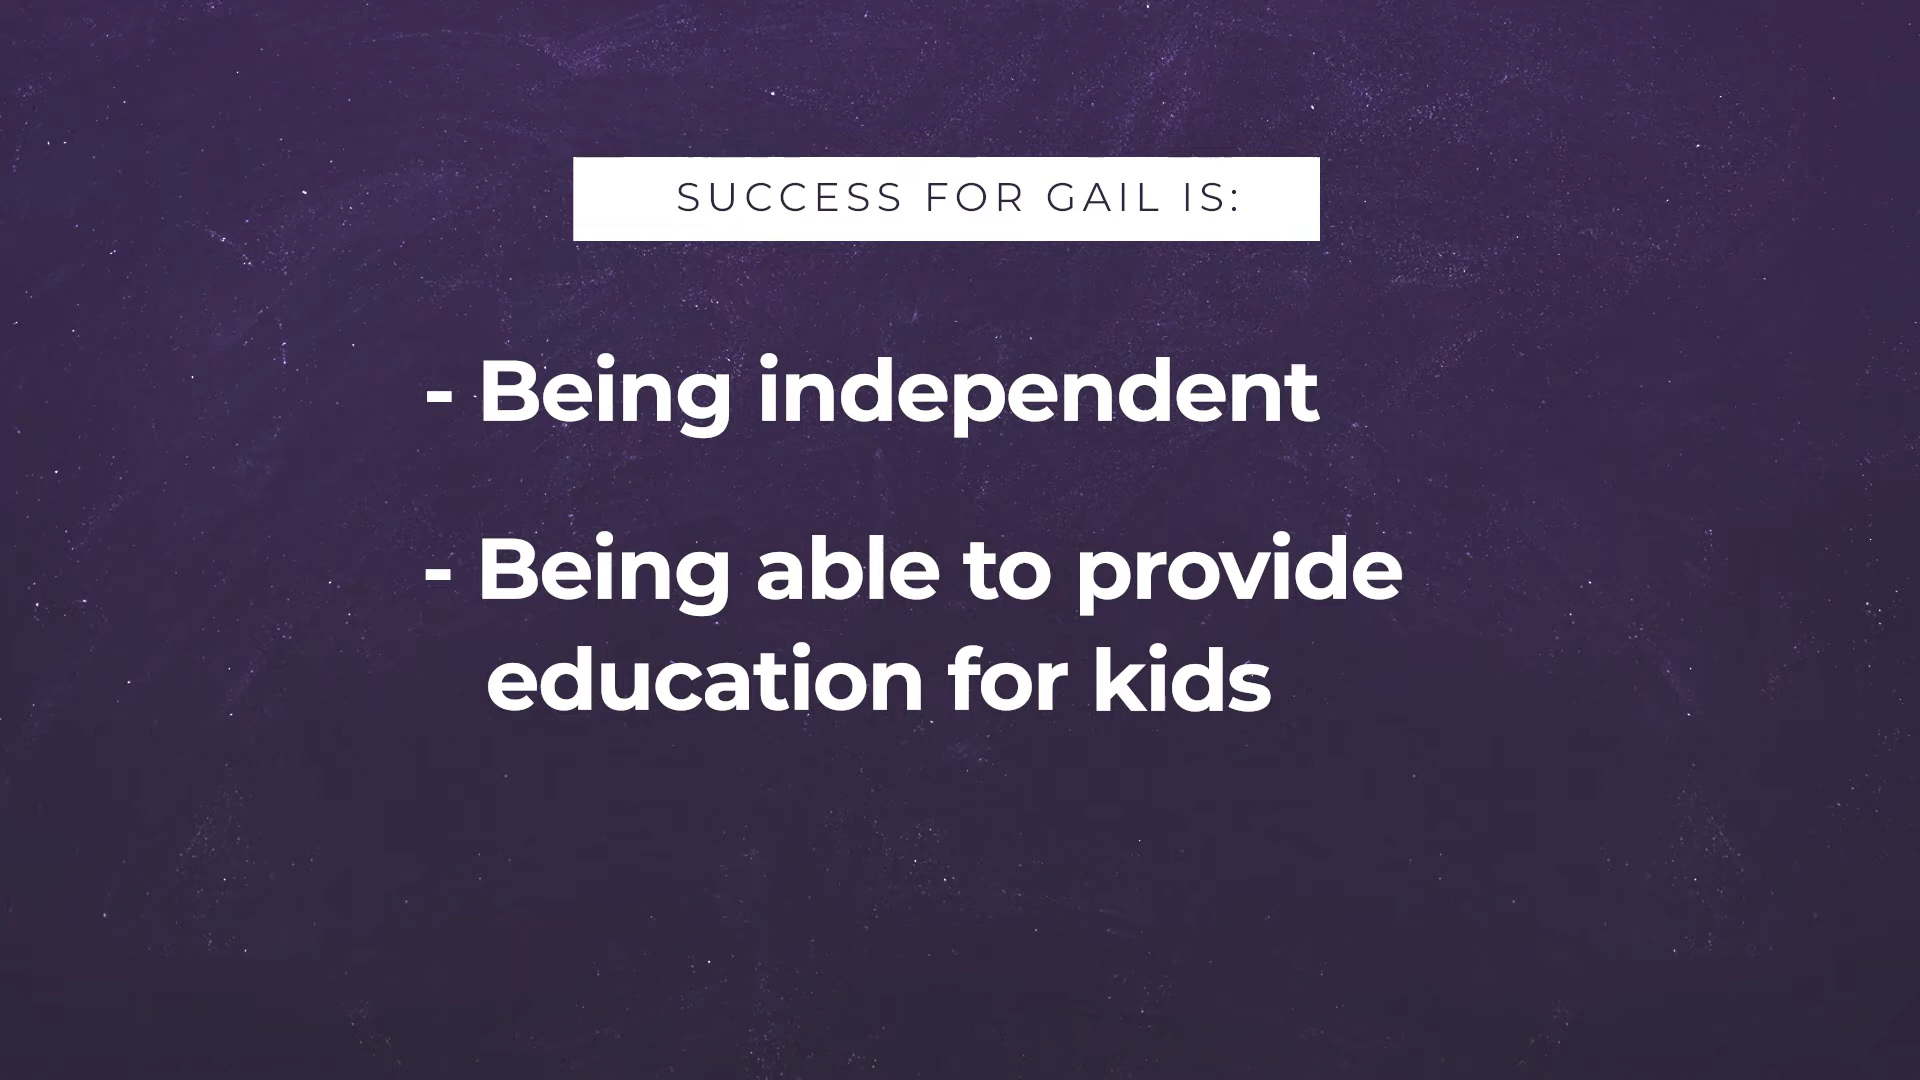 SUCCESS FOR GAIL IS:
- Being independent
- Being able to provide
education for kids